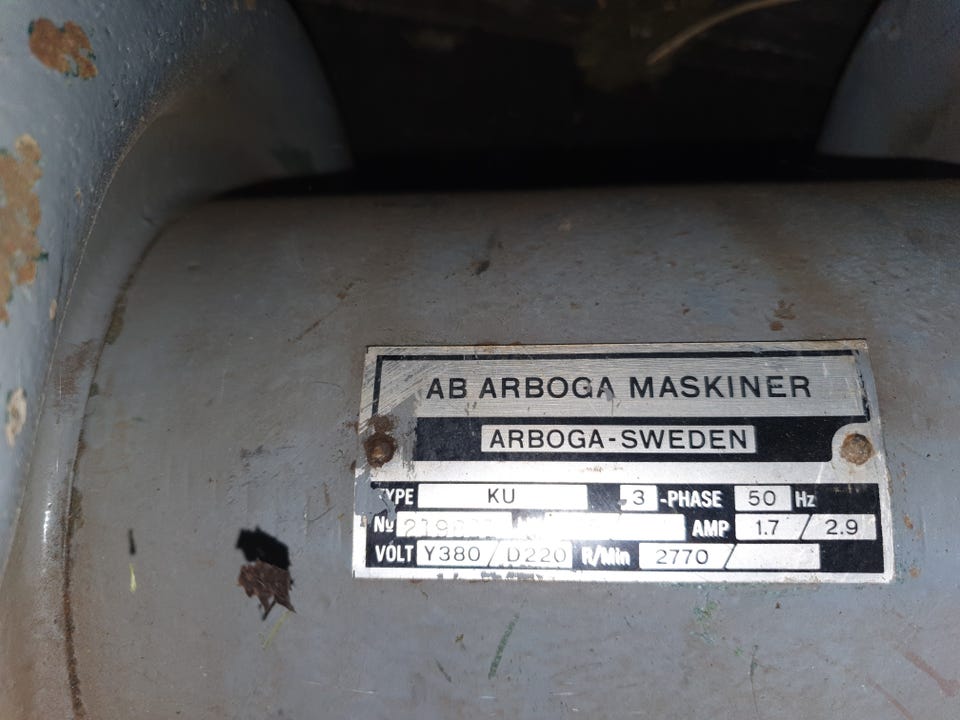 AB ARBOGA MASKINER
ARBOGA-SWEDEN
TYPE KU 3 -PHASE 50 Hz
No AMP 1.7 / 2.9
VOLT Y380 / D220 R/Min 2770 /